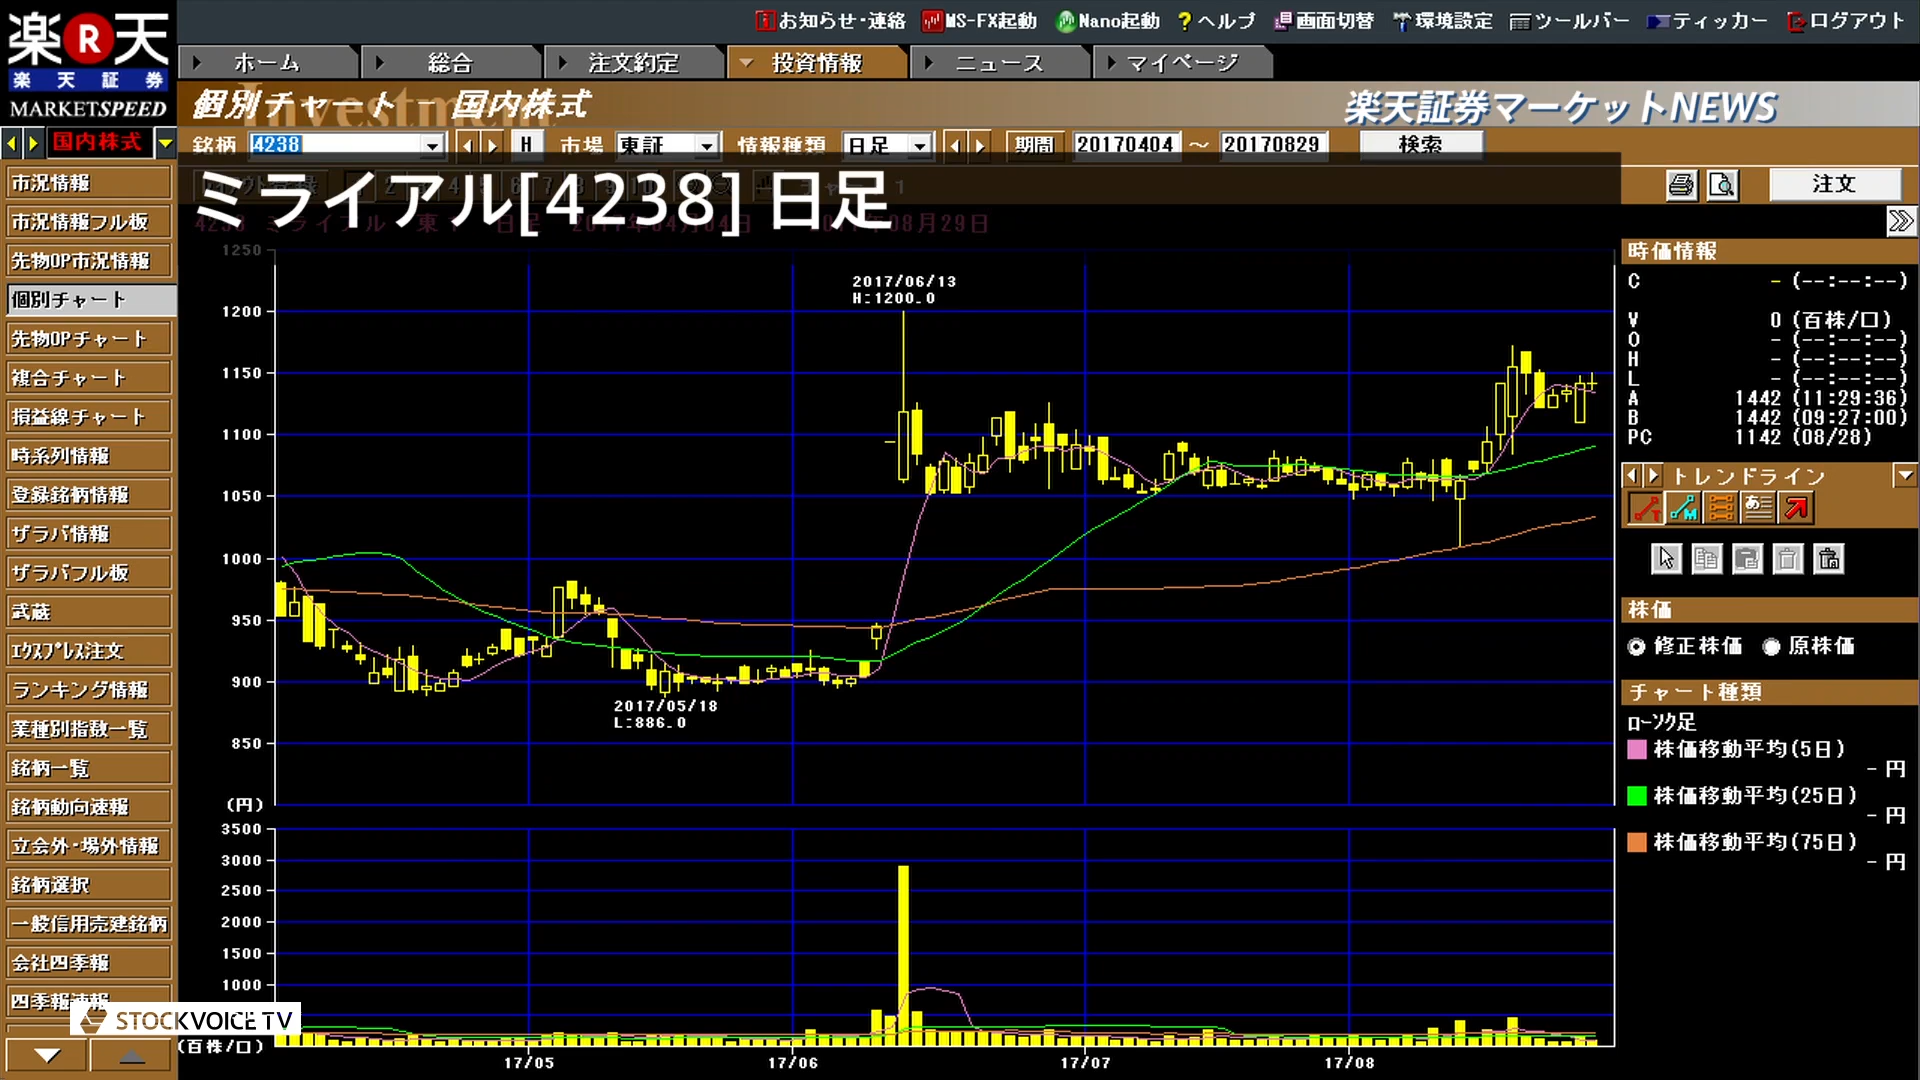 楽R天
楽天証券
MARKETSPEED
お知らせ・連絡
MS-FX起動
Nano起動
ヘルプ
画面切替
環境設定
ツールバー
ティッカー
ログアウト
ホーム
総合
注文約定
投資情報
ニュース
マイページ
個別チャート - 国内株式
楽天証券マーケットNEWS
国内株式
銘柄 4238 H 市場 東証 情報種類 日足 期間 20170404 ～ 20170829 検索
ミライアル[4238] 日足
注文
市況情報
市況情報フル板
先物OP市況情報
個別チャート
先物OPチャート
複合チャート
損益線チャート
時系列情報
登録銘柄情報
ザラバ情報
ザラバフル板
武蔵
エクスプレス注文
ランキング情報
業種別指数一覧
銘柄一覧
銘柄動向速報
立会外・場外情報
銘柄選択
一般信用売建銘柄
会社四季報
四季報速報
STOCKVOICE TV
1250
1200
1150
1100
1050
1000
950
900
850
(円)
2017/06/13
H:1200.0
2017/05/18
L:886.0
3500
3000
2500
2000
1500
1000
(百株/口)
17/05
17/06
17/07
17/08
時価情報
C - (--:--:--)
V 0 (百株/口)
O - (--:--:--)
H - (--:--:--)
L - (--:--:--)
A 1442 (11:29:36)
B 1442 (09:27:00)
PC 1142 (08/28)
トレンドライン
株価
修正株価 原株価
チャート種類
ローソク足
株価移動平均(5日)
- 円
株価移動平均(25日)
- 円
株価移動平均(75日)
- 円